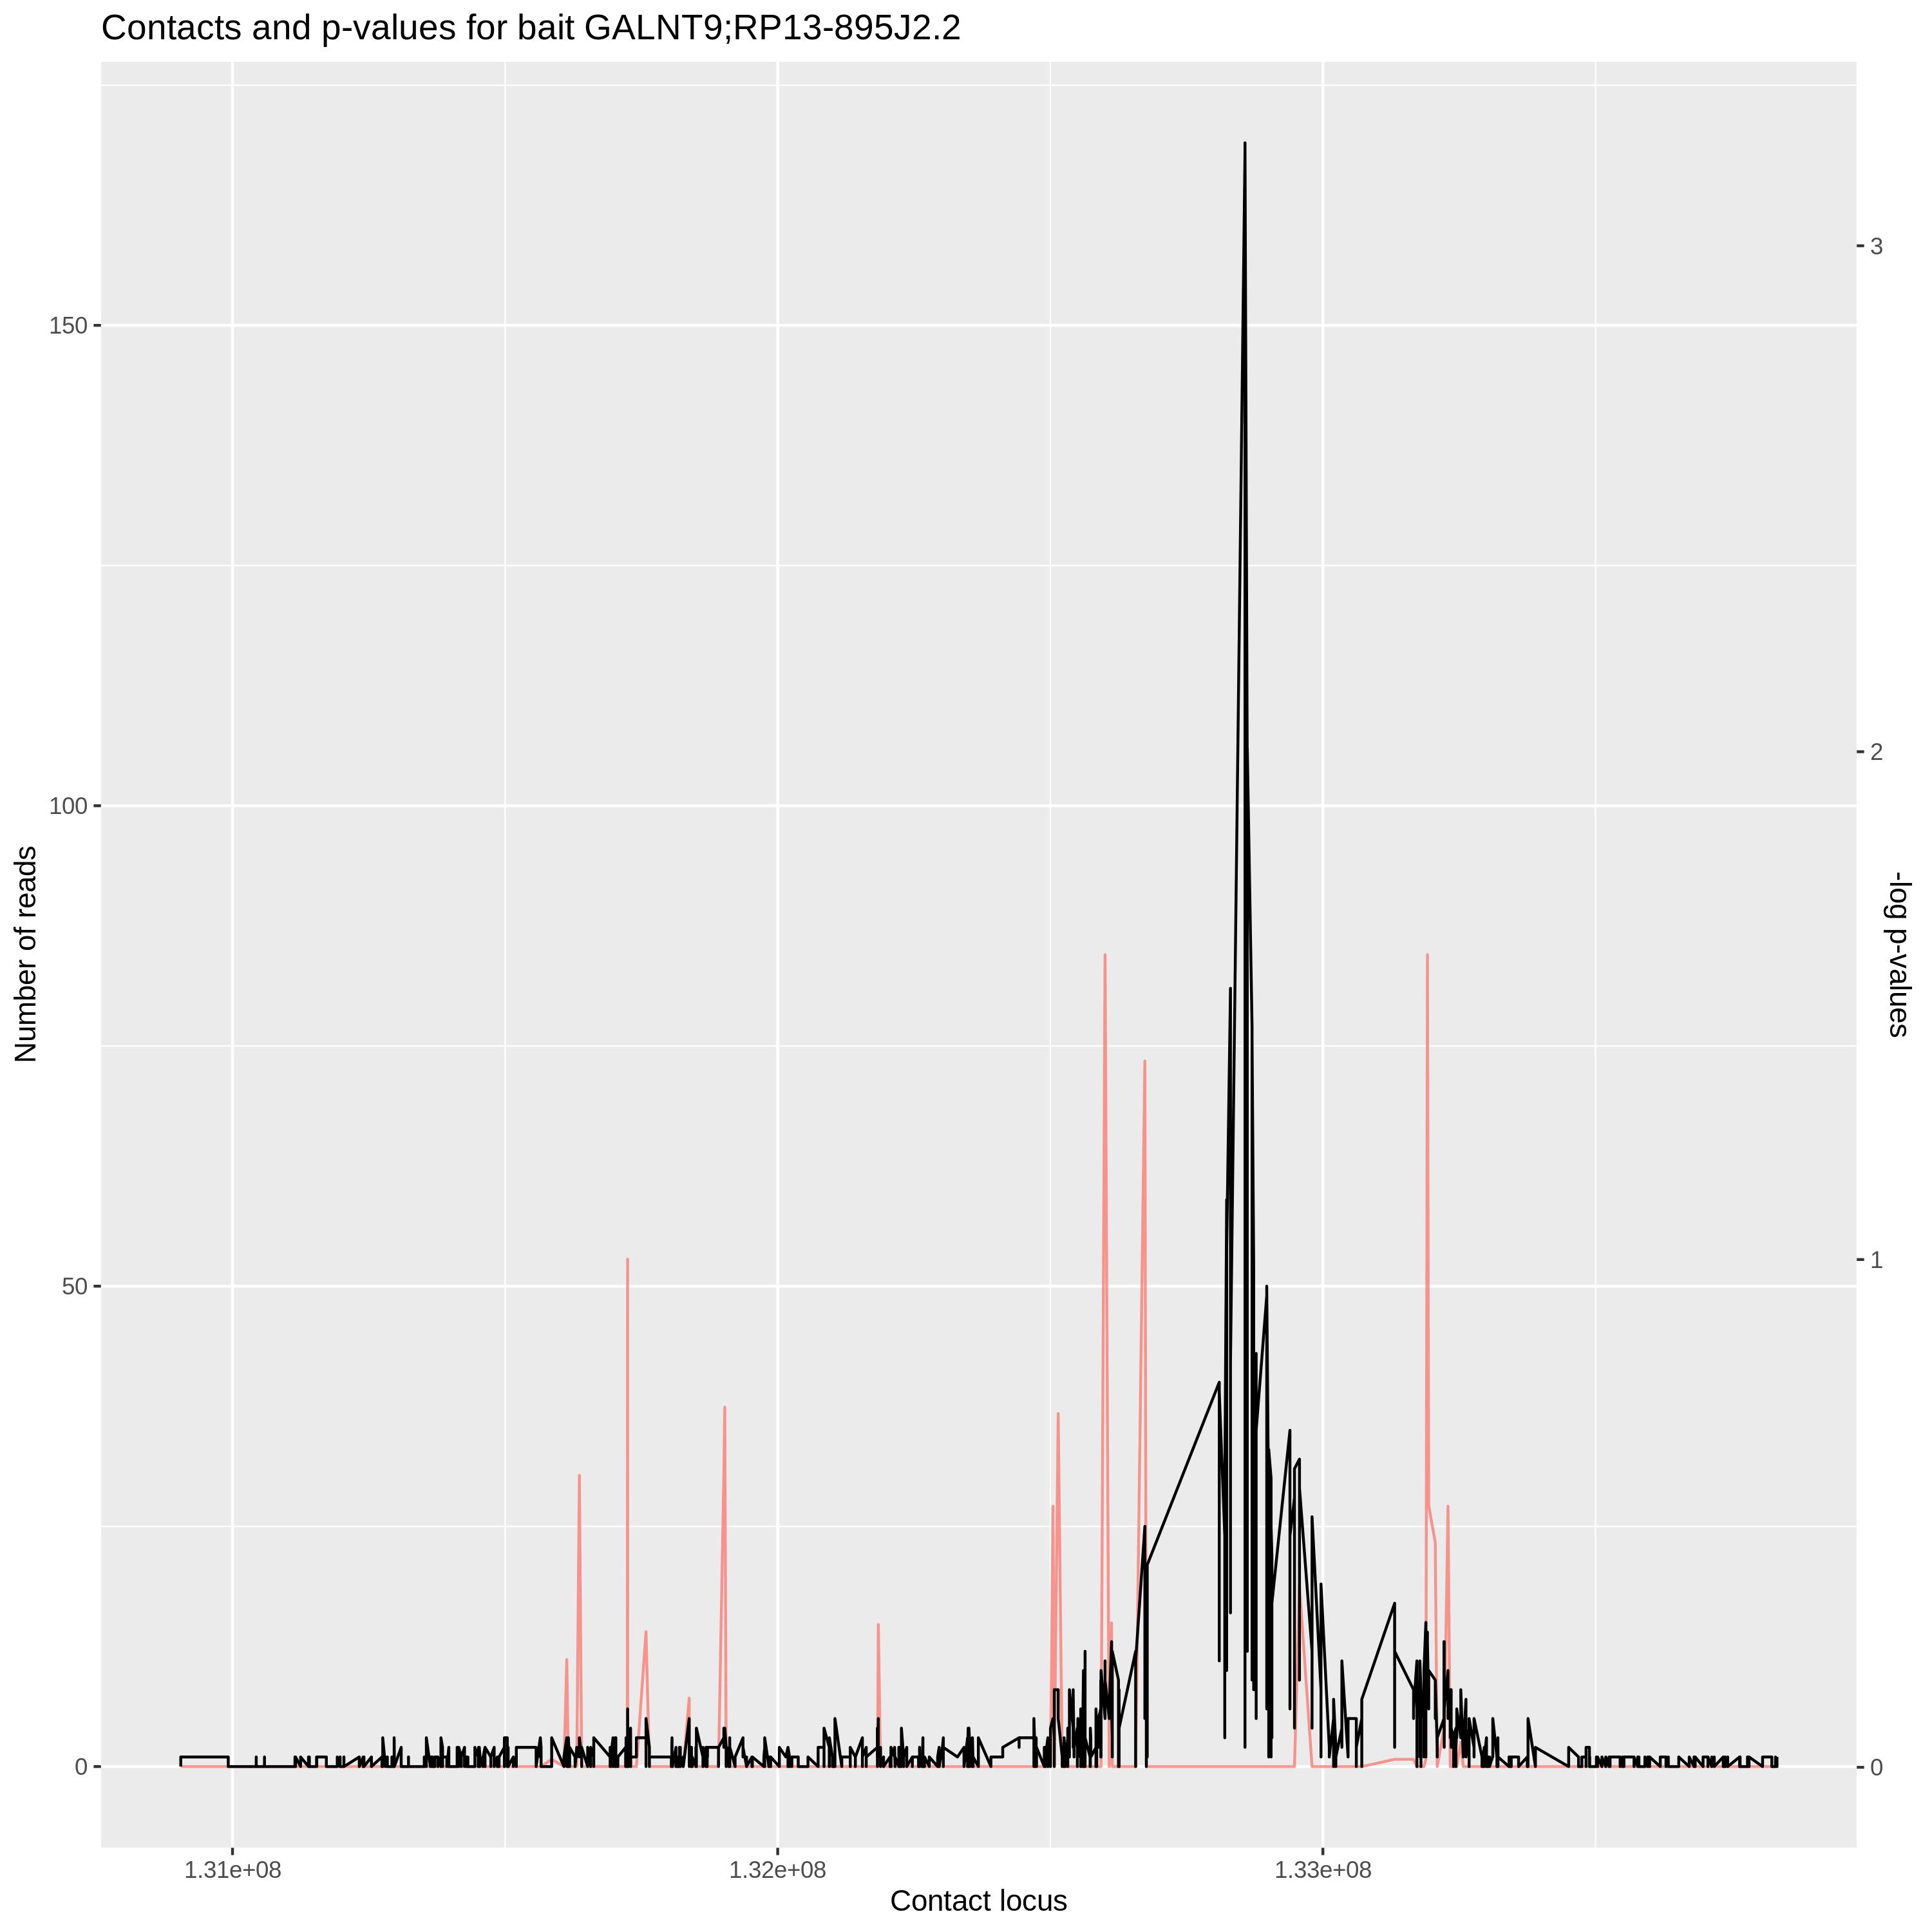 Contacts and p-values for bait GALNT9;RP13-895J2.2
Number of reads
150
100
50
0
3
2
1
0
-log p-values
1.31e+08
1.32e+08
1.33e+08
Contact locus